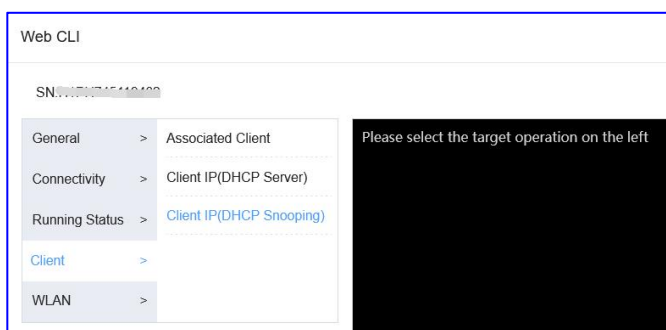 Web CLI
SN:
General >
Associated Client
Please select the target operation on the left
Connectivity >
Client IP(DHCP Server)
Running Status >
Client IP(DHCP Snooping)
Client >
WLAN >